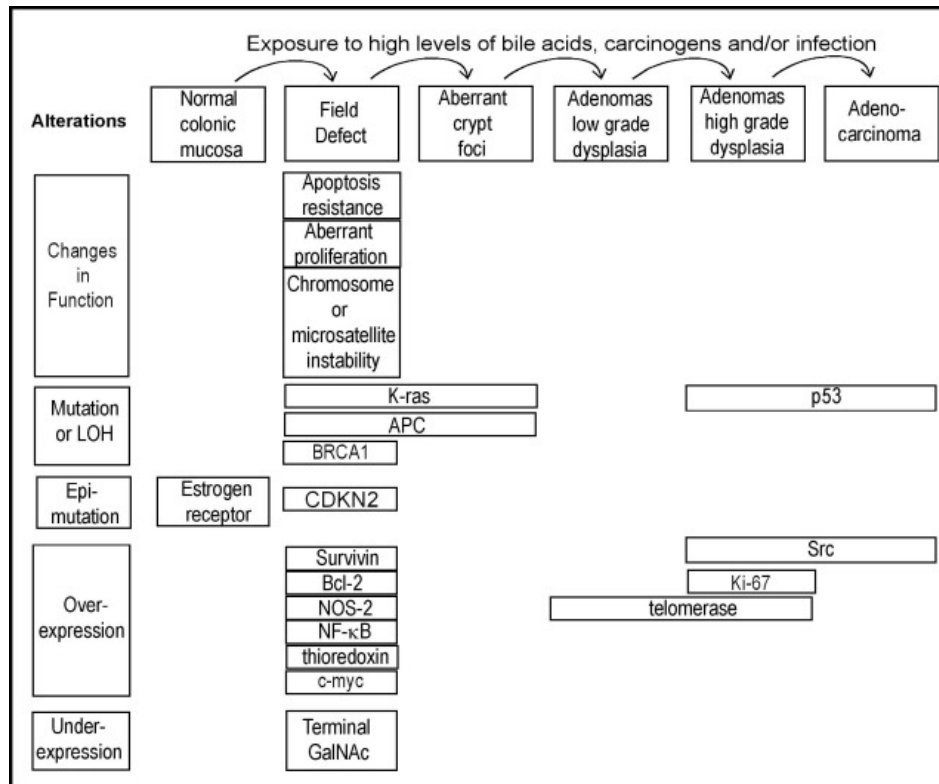 Exposure to high levels of bile acids, carcinogens and/or infection
Alterations
Normal
colonic
mucosa
Field
Defect
Aberrant
crypt
foci
Adenomas
low grade
dysplasia
Adenomas
high grade
dysplasia
Adeno-
carcinoma
Changes
in
Function
Apoptosis
resistance
Aberrant
proliferation
Chromosome
or
microsatellite
instability
Mutation
or LOH
K-ras
p53
APC
BRCA1
Epi-
mutation
Estrogen
receptor
CDKN2
Over-
expression
Src
Survivin
Bcl-2
Ki-67
NOS-2
telomerase
NF-κB
thioredoxin
c-myc
Under-
expression
Terminal
GalNAc